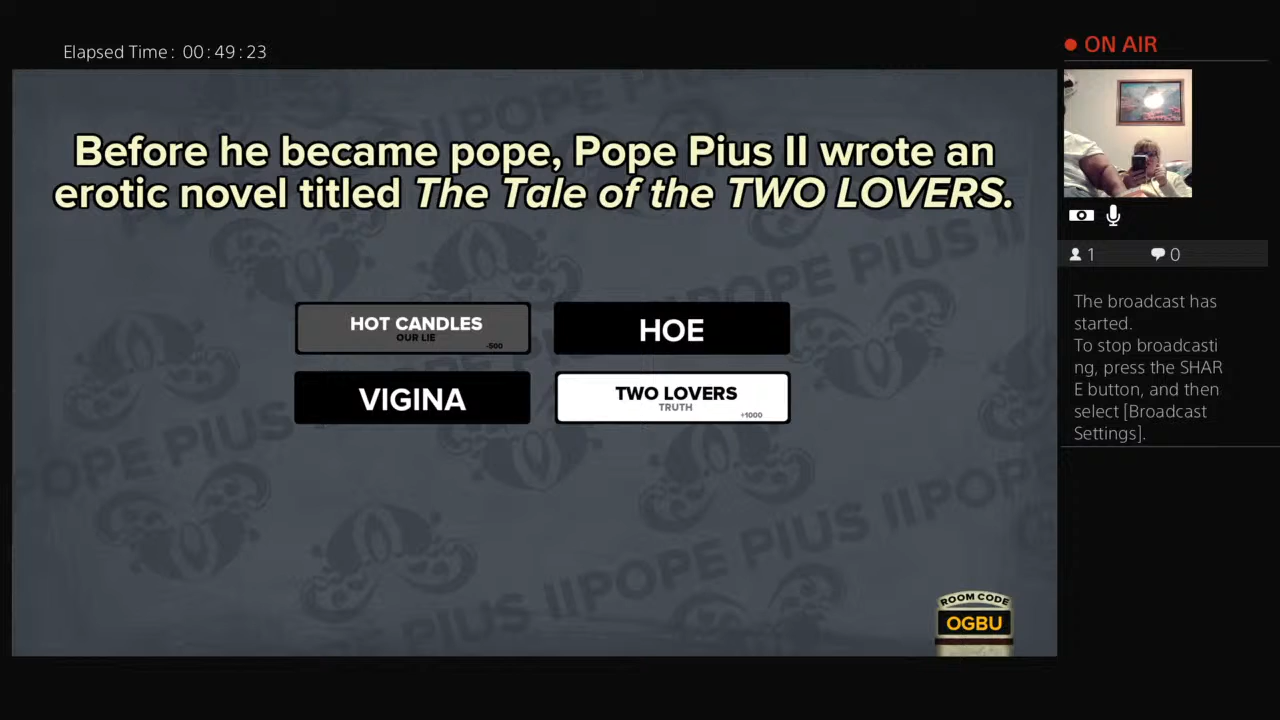 Elapsed Time: 00:49:23
ON AIR
Before he became pope, Pope Pius II wrote an
erotic novel titled The Tale of the TWO LOVERS.
HOT CANDLES
OUR LIE
-500
HOE
VIGINA
TWO LOVERS
TRUTH
+1000
1
0
The broadcast has
started.
To stop broadcasti
ng, press the SHAR
E button, and then
select [Broadcast
Settings].
POPE PIUS II
ROOM CODE
OGBU